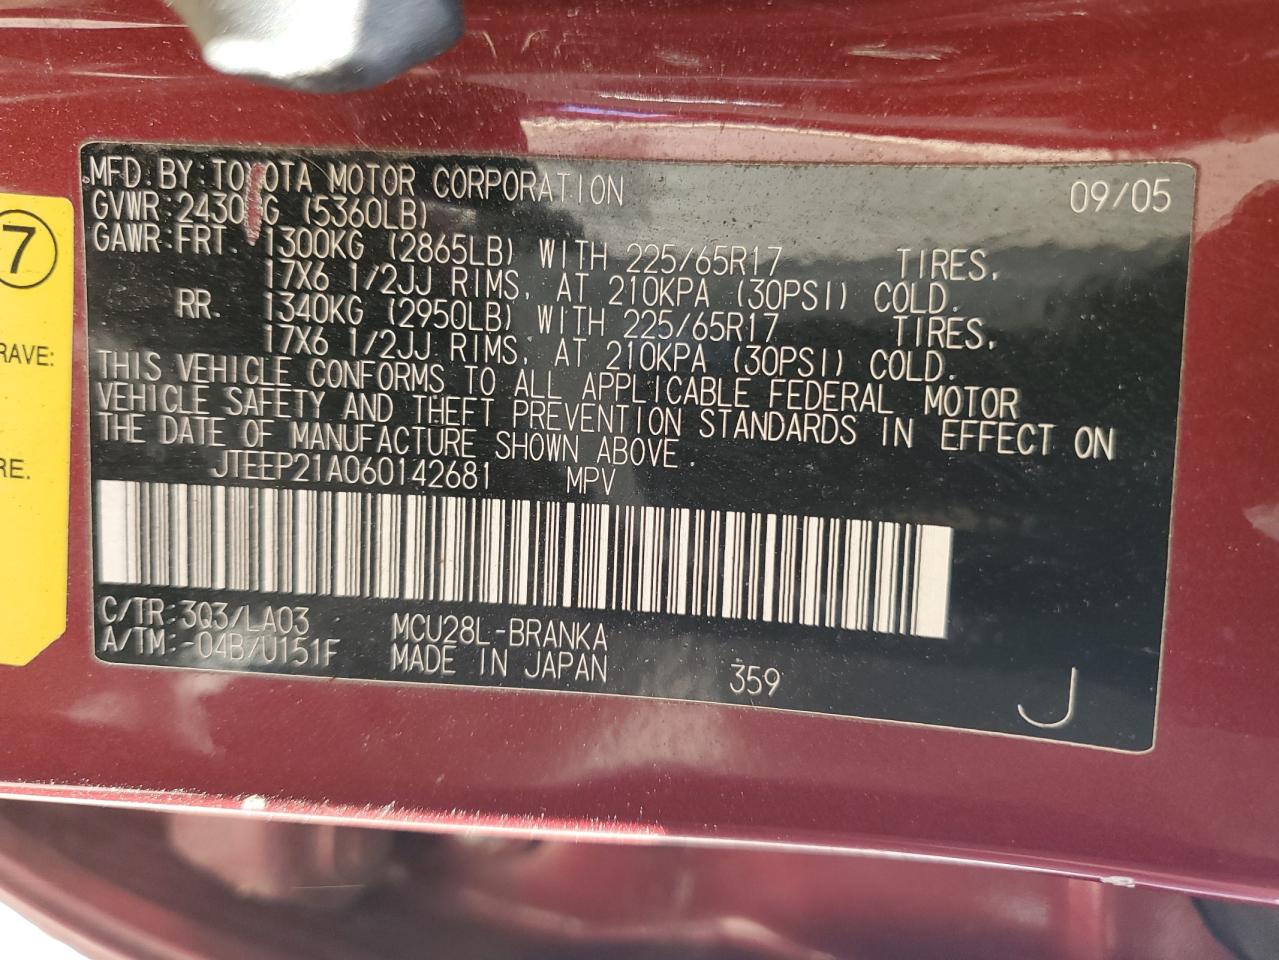 MFD. BY: TOYOTA MOTOR CORPORATION 09/05
GVWR: 2430KG (5360LB)
GAWR: FRT. 1300KG (2865LB) WITH 225/65R17 TIRES,
17X6 1/2JJ RIMS, AT 210KPA (30PSI) COLD.
RR. 1340KG (2950LB) WITH 225/65R17 TIRES,
17X6 1/2JJ RIMS, AT 210KPA (30PSI) COLD.
THIS VEHICLE CONFORMS TO ALL APPLICABLE FEDERAL MOTOR
VEHICLE SAFETY AND THEFT PREVENTION STANDARDS IN EFFECT ON
THE DATE OF MANUFACTURE SHOWN ABOVE.
JTEEP21A060142681 MPV
C/TR: 3Q3/LA03 MCU28L-BRANKA
A/TM: -04B/U151F MADE IN JAPAN 359 J
7
RAVE:
RE.